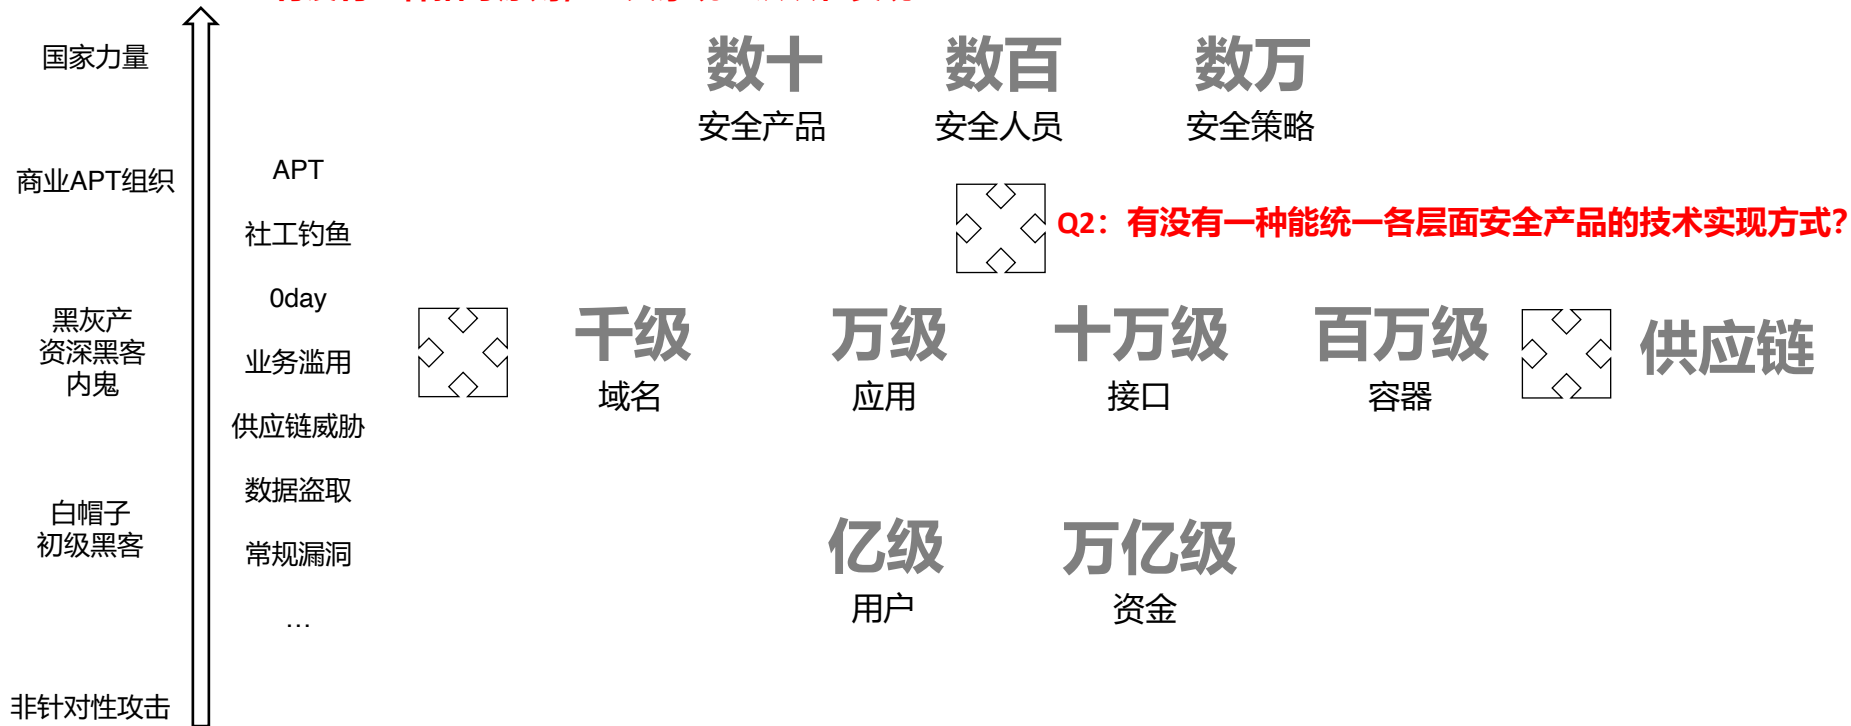 国家力量
数十
数百
数万
安全产品
安全人员
安全策略
商业APT组织
APT
社工钓鱼
Q2：有没有一种能统一各层面安全产品的技术实现方式？
0day
黑灰产
资深黑客
内鬼
业务滥用
千级
万级
十万级
百万级
供应链
域名
应用
接口
容器
供应链威胁
数据盗取
白帽子
初级黑客
常规漏洞
亿级
万亿级
用户
资金
…
非针对性攻击